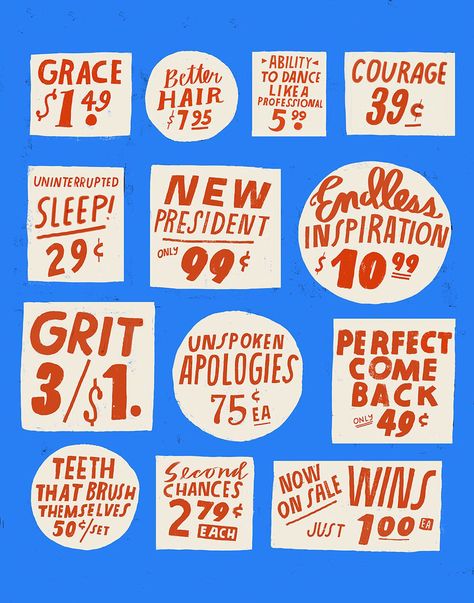 GRACE
$1.49
Better
HAIR
$7.95
ABILITY
TO DANCE
LIKE A
PROFESSIONAL
5.99
COURAGE
39¢
UNINTERRUPTED
SLEEP!
29¢
NEW
PRESIDENT
ONLY 99¢
Endless
INSPIRATION
$10.99
GRIT
3/$1.
UNSPOKEN
APOLOGIES
75¢ EA
PERFECT
COME
BACK
ONLY 49¢
TEETH
THAT BRUSH
THEMSELVES
50¢/SET
Second
CHANCES
2.79¢
EACH
NOW
ON SALE
WINS
JUST 1.00 EA